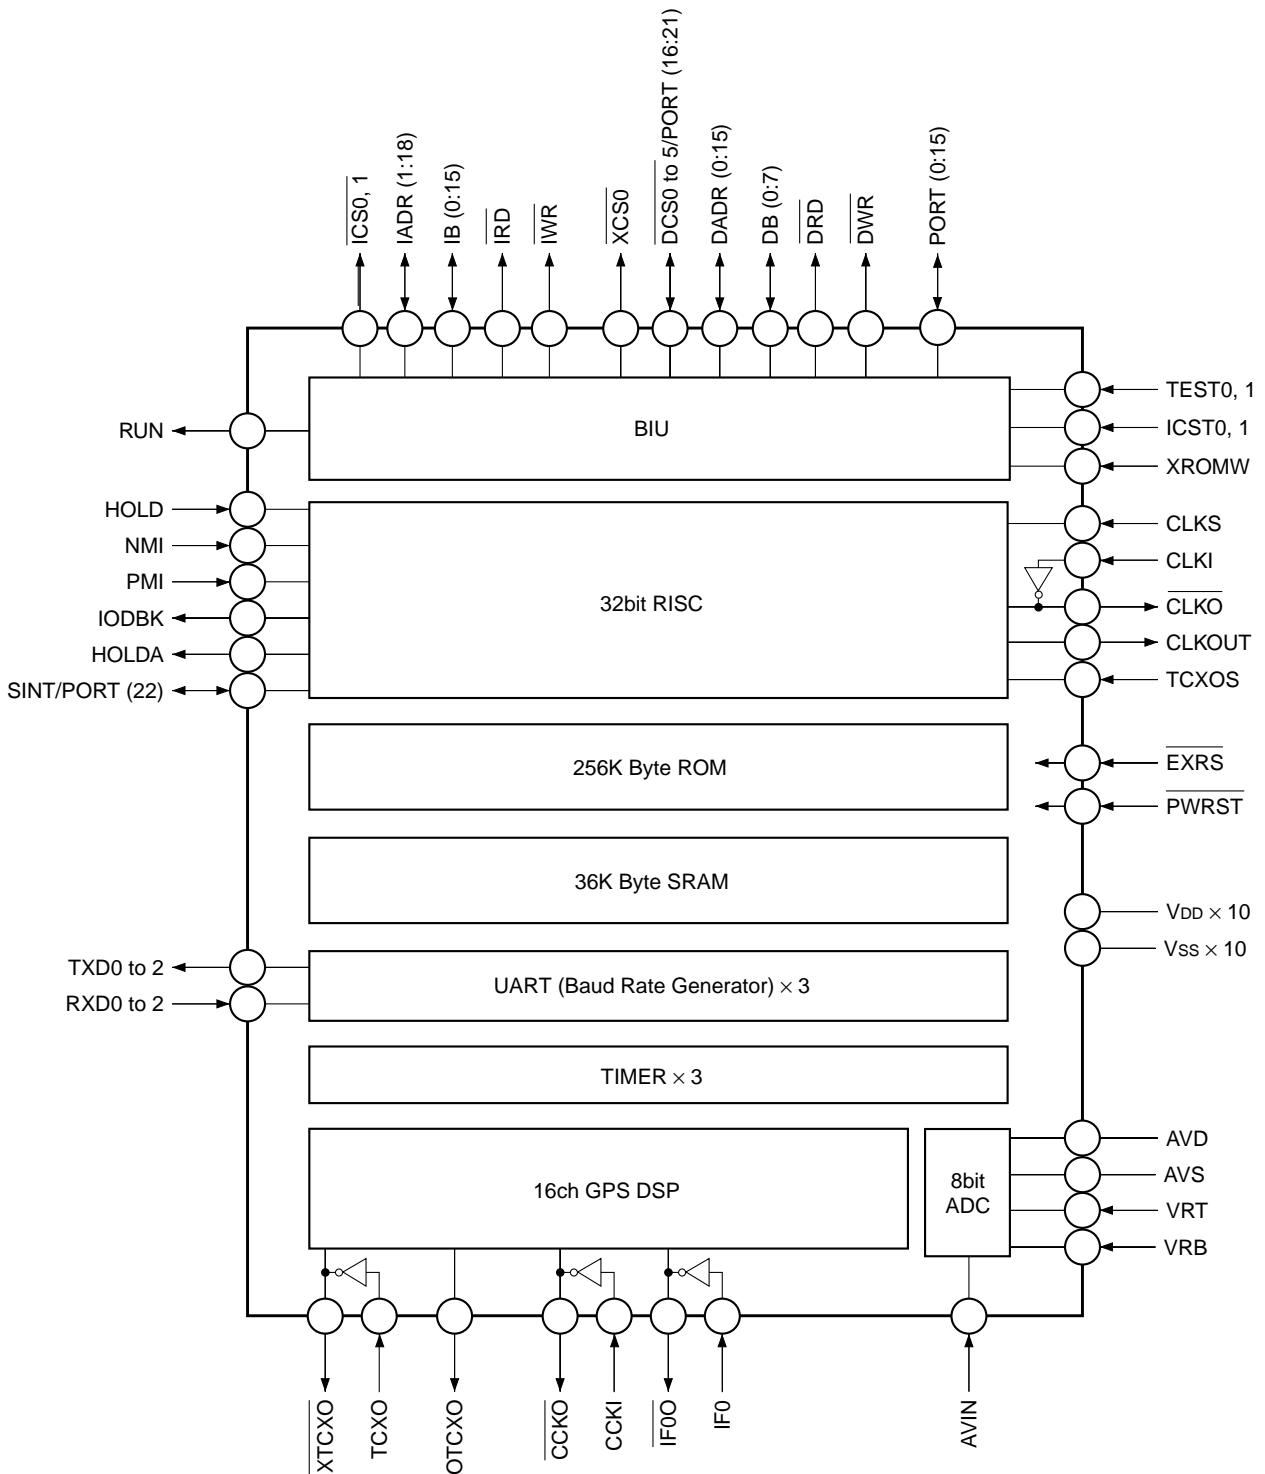 ICS0, 1
IADR (1:18)
IB (0:15)
IRD
IWR
XCS0
DCS0 to 5/PORT (16:21)
DADR (0:15)
DB (0:7)
DRD
DWR
PORT (0:15)
RUN
BIU
TEST0, 1
ICST0, 1
XROMW
HOLD
NMI
PMI
IODBK
HOLDA
SINT/PORT (22)
32bit RISC
CLKS
CLKI
CLKO
CLKOUT
TCXOS
256K Byte ROM
EXRS
PWRST
36K Byte SRAM
VDD × 10
VSS × 10
TXD0 to 2
RXD0 to 2
UART (Baud Rate Generator) × 3
TIMER × 3
16ch GPS DSP
8bit
ADC
AVD
AVS
VRT
VRB
XTCXO
TCXO
OTCXO
CCKO
CCKI
IF0O
IF0
AVIN